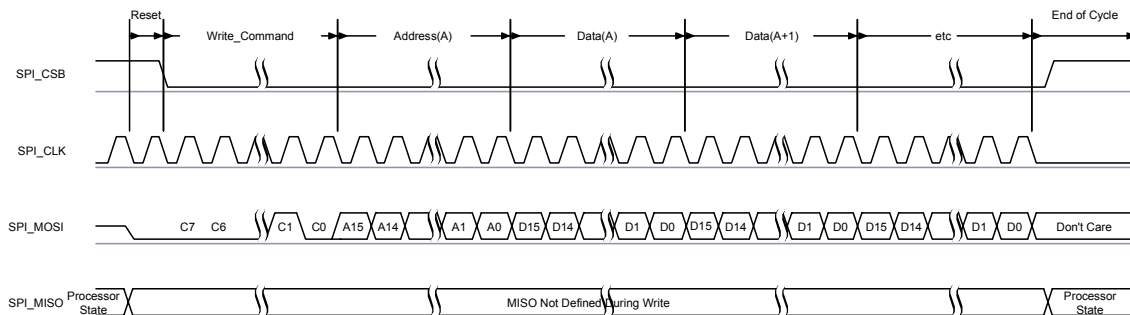 Reset
End of Cycle
Write_Command Address(A) Data(A) Data(A+1) etc
SPI_CSB
SPI_CLK
SPI_MOSI C7 C6 C1 C0 A15 A14 A1 A0 D15 D14 D1 D0 D15 D14 D1 D0 D15 D14 D1 D0 Don't Care
SPI_MISO Processor State MISO Not Defined During Write Processor State